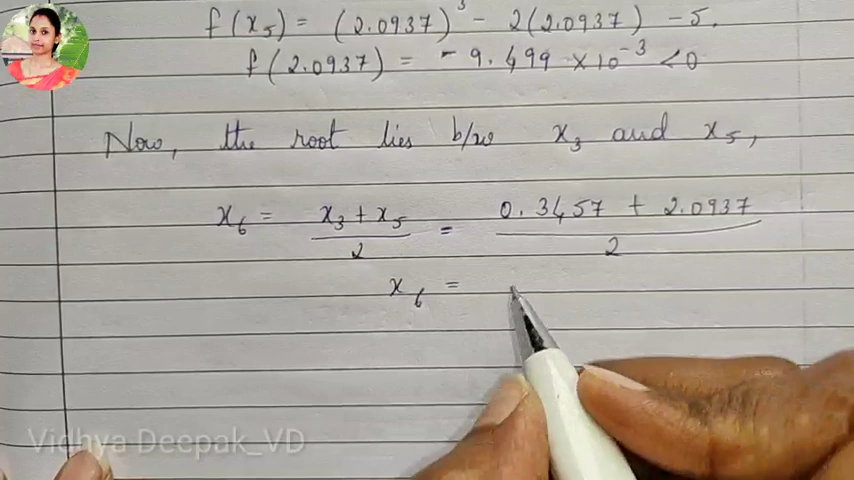 f(x₅) = (2.0937)³ - 2(2.0937) - 5.
f(2.0937) = - 9.499 × 10⁻³ < 0
Now, the root lies b/w x₃ and x₅,
x₆ = x₃ + x₅ / 2 = 0.3457 + 2.0937 / 2
x₆ =
Vidhya Deepak_VD